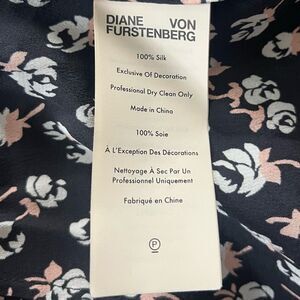 DIANE VON
FURSTENBERG
100% Silk
Exclusive Of Decoration
Professional Dry Clean Only
Made in China
100% Soie
À L'Exception Des Décorations
Nettoyage À Sec Par Un
Professionnel Uniquement
Fabriqué en Chine
P